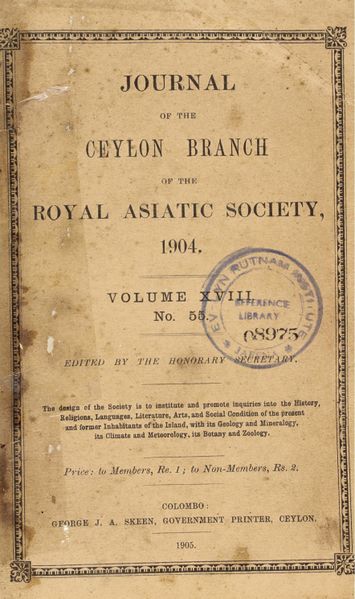 JOURNAL
OF THE
CEYLON BRANCH
OF THE
ROYAL ASIATIC SOCIETY,
1904.
VOLUME XVIII.
No. 55.
EVELYN RUTNAM INSTITUTE
REFERENCE
LIBRARY
08975
EDITED BY THE HONORARY SECRETARY.
The design of the Society is to institute and promote inquiries into the History,
Religions, Languages, Literature, Arts, and Social Condition of the present
and former Inhabitants of the Island, with its Geology and Mineralogy,
its Climate and Meteorology, its Botany and Zoology.
Price: to Members, Re. 1; to Non-Members, Rs. 2.
COLOMBO:
GEORGE J. A. SKEEN, GOVERNMENT PRINTER, CEYLON.
1905.